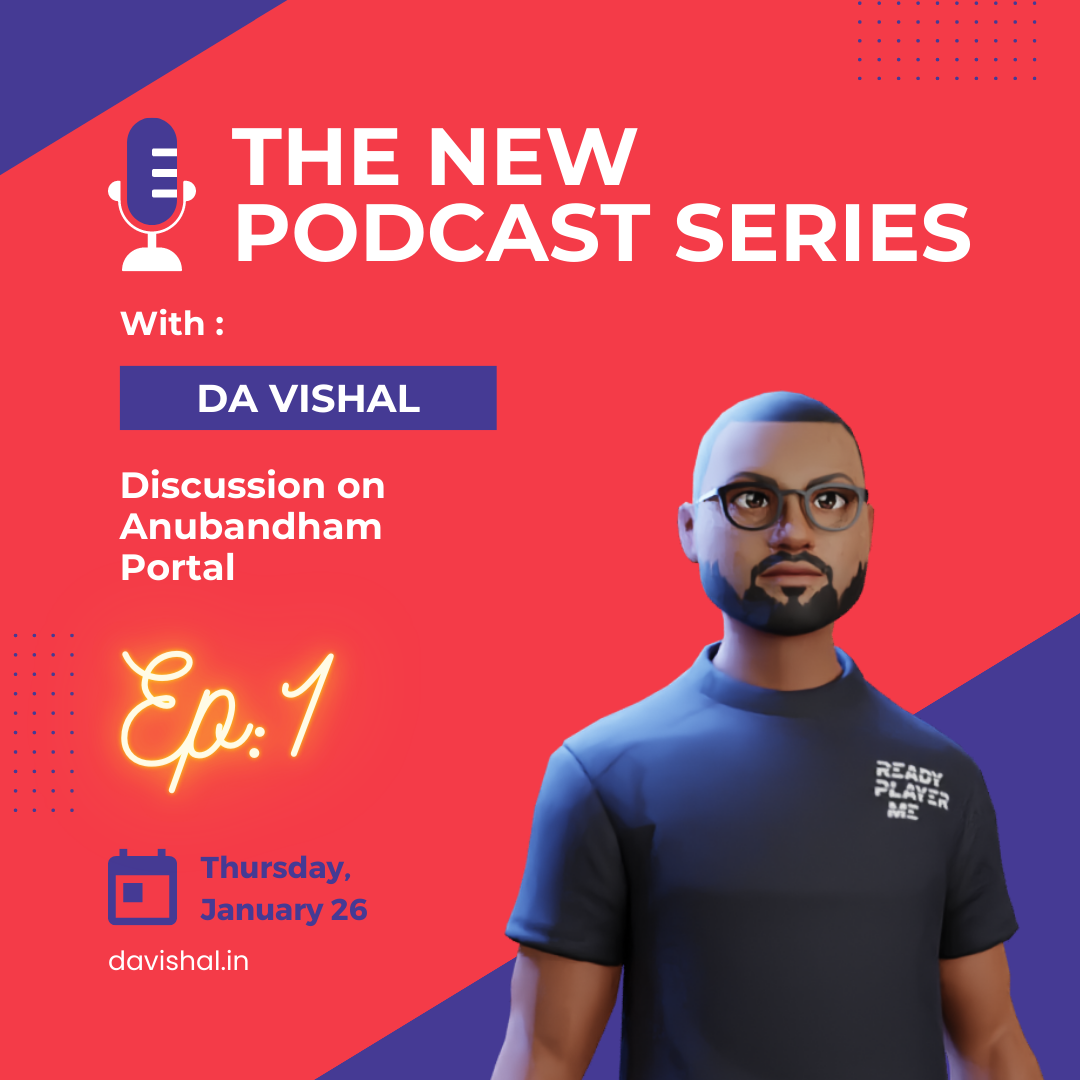 THE NEW
PODCAST SERIES
With :
DA VISHAL
Discussion on
Anubandham
Portal
Ep: 1
Thursday,
January 26
davishal.in
READY
PLAYER
ME